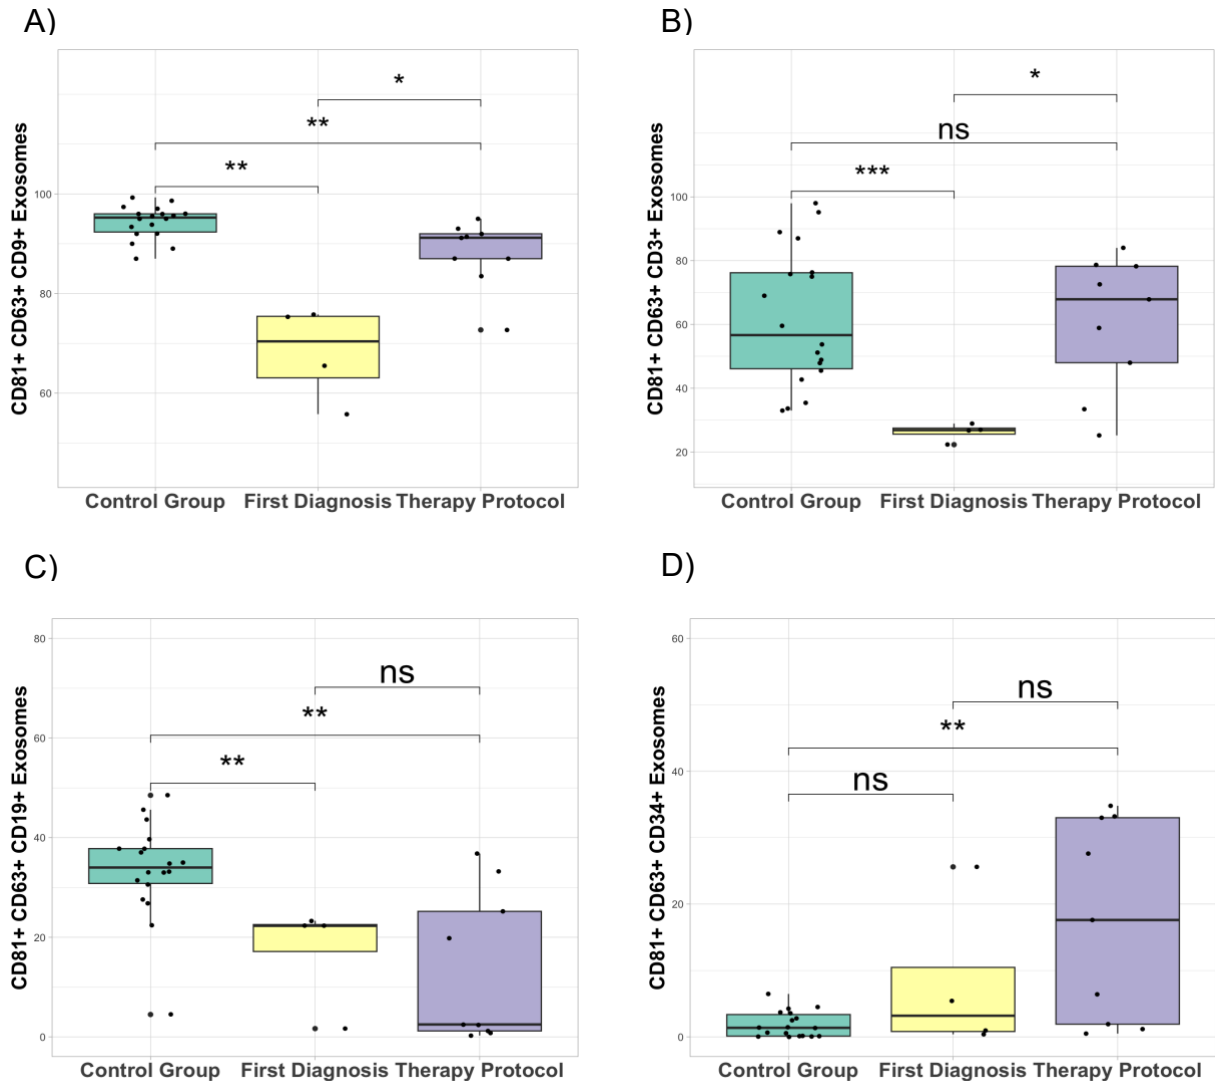 A)
CD81+ CD63+ CD9+ Exosomes
100
80
60
*
**
**
Control Group First Diagnosis Therapy Protocol
B)
CD81+ CD63+ CD3+ Exosomes
100
80
60
40
20
*
ns
***
Control Group First Diagnosis Therapy Protocol
C)
CD81+ CD63+ CD19+ Exosomes
80
60
40
20
0
ns
**
**
Control Group First Diagnosis Therapy Protocol
D)
CD81+ CD63+ CD34+ Exosomes
60
40
20
0
ns
**
ns
Control Group First Diagnosis Therapy Protocol